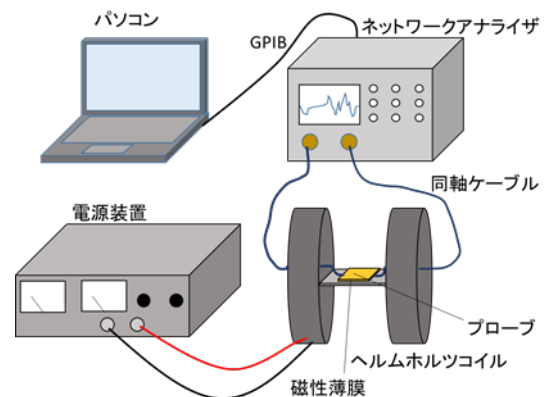 パソコン
GPIB
ネットワークアナライザ
同軸ケーブル
電源装置
プローブ
ヘルムホルツコイル
磁性薄膜